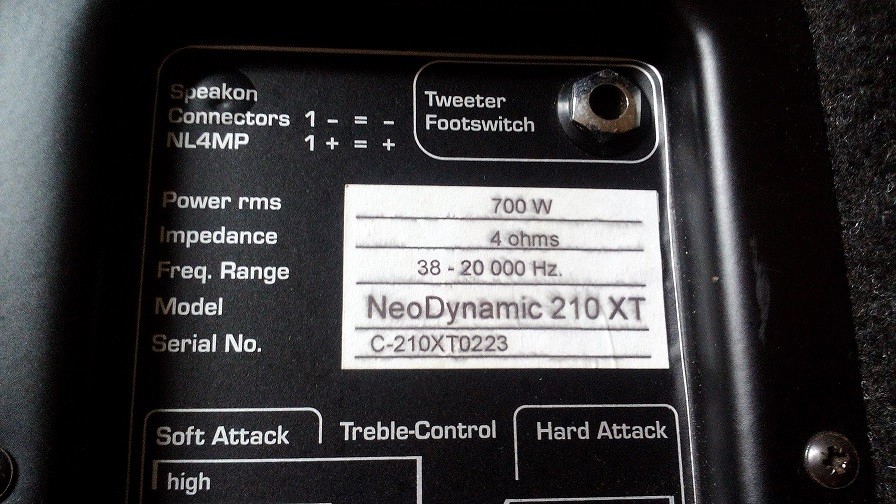 Speakon
Connectors 1 - = -
NL4MP 1 + = +
Tweeter
Footswitch
Power rms 700 W
Impedance 4 ohms
Freq. Range 38 - 20 000 Hz.
Model NeoDynamic 210 XT
Serial No. C-210XT0223
Soft Attack Treble-Control Hard Attack
high